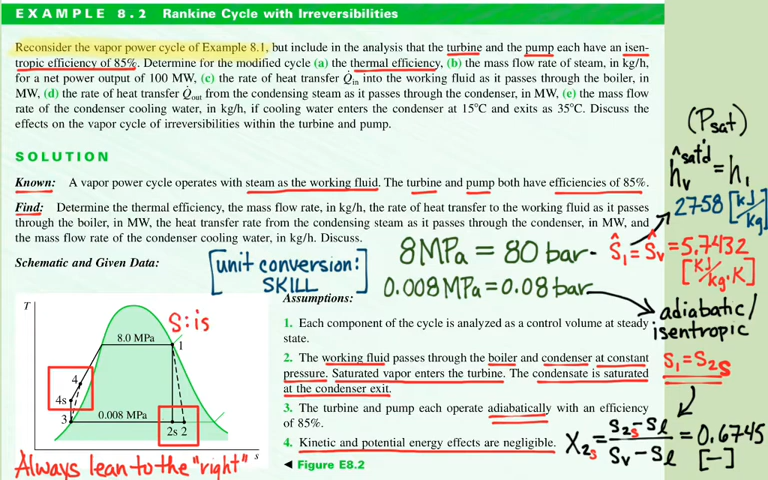 EXAMPLE 8.2 Rankine Cycle with Irreversibilities
Reconsider the vapor power cycle of Example 8.1, but include in the analysis that the turbine and the pump each have an isen-
tropic efficiency of 85%. Determine for the modified cycle (a) the thermal efficiency, (b) the mass flow rate of steam, in kg/h,
for a net power output of 100 MW, (c) the rate of heat transfer Q̇in into the working fluid as it passes through the boiler, in
MW, (d) the rate of heat transfer Q̇out from the condensing steam as it passes through the condenser, in MW, (e) the mass flow
rate of the condenser cooling water, in kg/h, if cooling water enters the condenser at 15°C and exits as 35°C. Discuss the
effects on the vapor cycle of irreversibilities within the turbine and pump.
SOLUTION
Known: A vapor power cycle operates with steam as the working fluid. The turbine and pump both have efficiencies of 85%.
Find: Determine the thermal efficiency, the mass flow rate, in kg/h, the rate of heat transfer to the working fluid as it passes
through the boiler, in MW, the heat transfer rate from the condensing steam as it passes through the condenser, in MW, and
the mass flow rate of the condenser cooling water, in kg/h. Discuss.
Schematic and Given Data:
[unit conversion:
SKILL]
8MPa = 80 bar
0.008MPa = 0.08bar
(Psat)
ĥv sat'd = h1
2758 [kJ/kg]
Ŝ1 = Ŝv = 5.7432
[kJ/kg·K]
adiabatic/
isentropic
S1 = S2s
X2s = (S2s - Sl)/(Sv - Sl) = 0.6745
[-]
T
S: is
8.0 MPa
1
4
4s
3
0.008 MPa
2s 2
s
Always lean to the "right"
Assumptions:
1. Each component of the cycle is analyzed as a control volume at steady
state.
2. The working fluid passes through the boiler and condenser at constant
pressure. Saturated vapor enters the turbine. The condensate is saturated
at the condenser exit.
3. The turbine and pump each operate adiabatically with an efficiency
of 85%.
4. Kinetic and potential energy effects are negligible.
◄ Figure E8.2